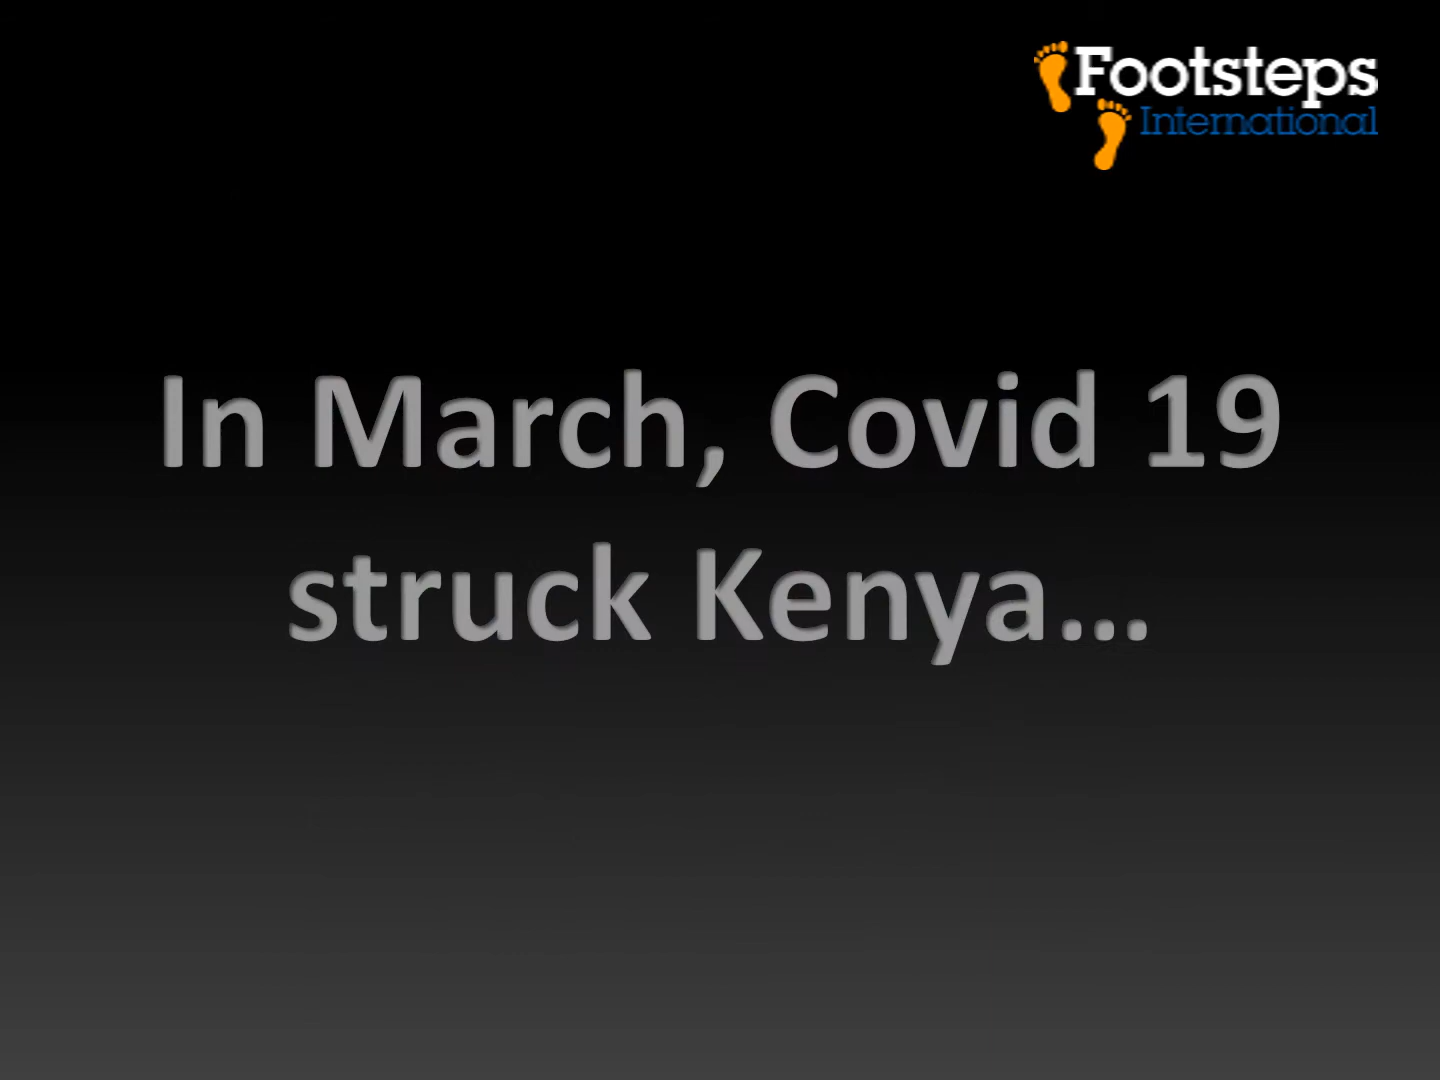 Footsteps
International
In March, Covid 19
struck Kenya...